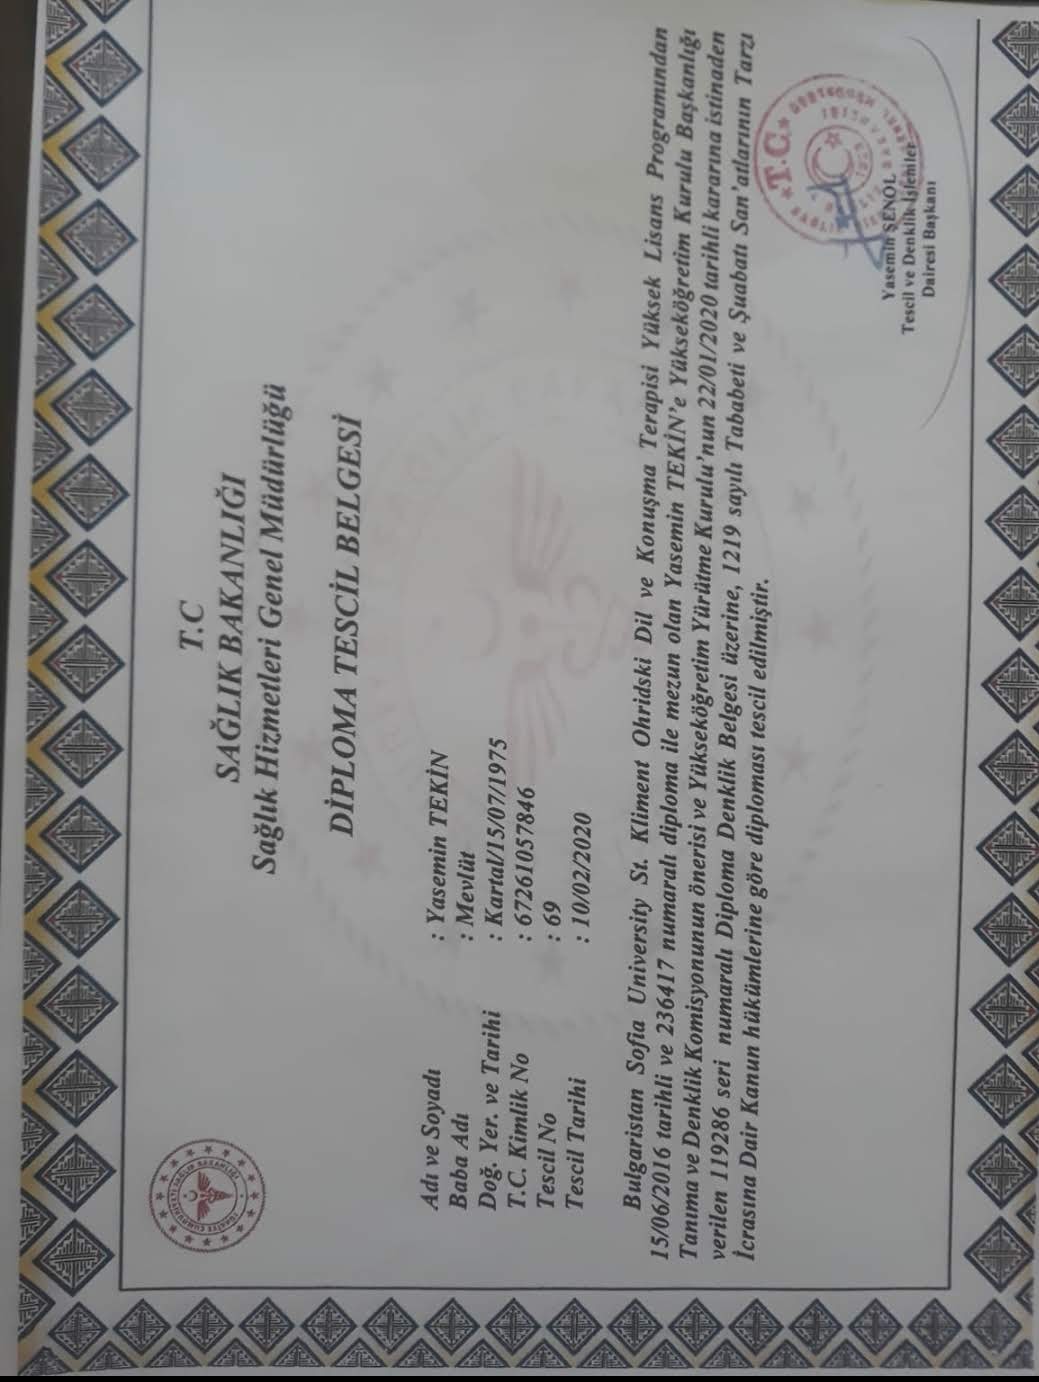 T.C
SAĞLIK BAKANLIĞI
Sağlık Hizmetleri Genel Müdürlüğü
DİPLOMA TESCİL BELGESİ
Adı ve Soyadı : Yasemin TEKİN
Baba Adı : Mevlüt
Doğ. Yer. ve Tarihi : Kartal/15/07/1975
T.C. Kimlik No : 67261057846
Tescil No : 69
Tescil Tarihi : 10/02/2020
Bulgaristan Sofia University St. Kliment Ohridski Dil ve Konuşma Terapisi Yüksek Lisans Programından
15/06/2016 tarihli ve 236417 numaralı diploma ile mezun olan Yasemin TEKİN'e Yükseköğretim Kurulu Başkanlığı
Tanıma ve Denklik Komisyonunun önerisi ve Yükseköğretim Yürütme Kurulu'nun 22/01/2020 tarihli kararına istinaden
verilen 119286 seri numaralı Diploma Denklik Belgesi üzerine, 1219 sayılı Tababeti ve Şuabatı San'atlarının Tarzı
İcrasına Dair Kanun hükümlerine göre diploması tescil edilmiştir.
T.C.
Yasemin ŞENOL
Tescil ve Denklik İşlemler
Dairesi Başkanı
TÜRKİYE CUMHURİYETİ SAĞLIK BAKANLIĞI